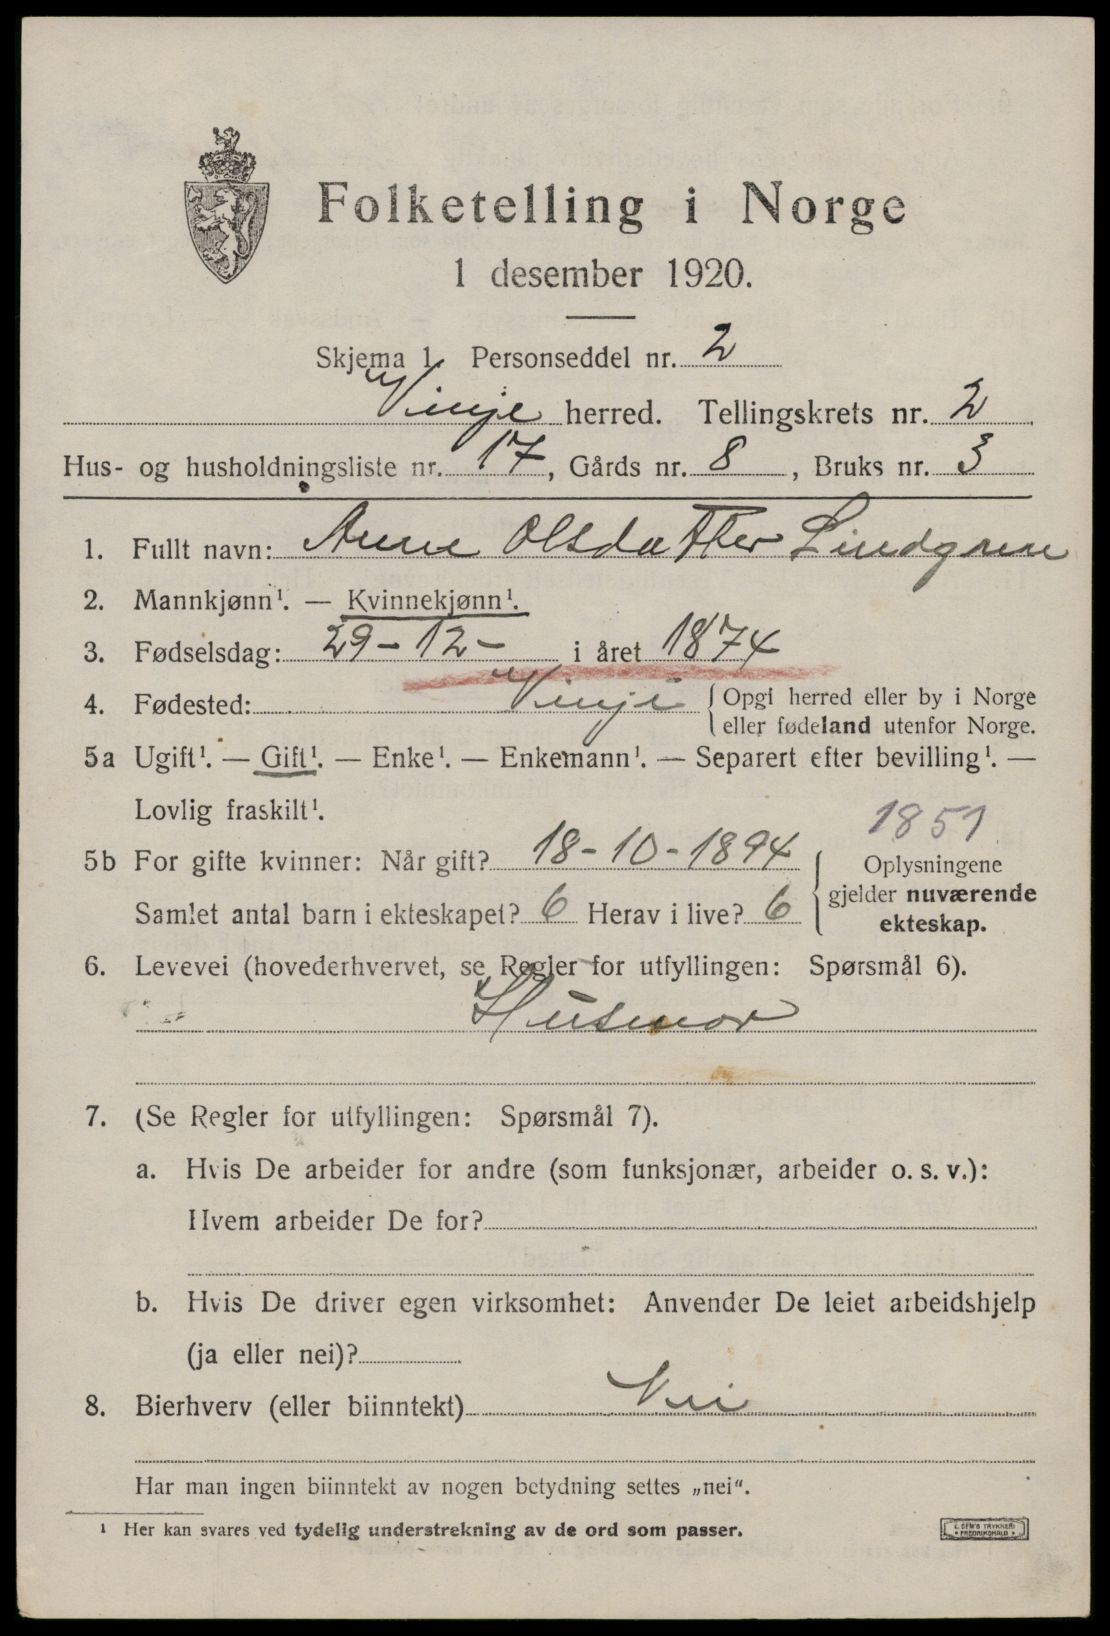 Folketelling i Norge
1 desember 1920.
Skjema 1. Personseddel nr. 2
Vinje herred. Tellingskrets nr. 2
Hus- og husholdningsliste nr. 17, Gårds nr. 8, Bruks nr. 3
1. Fullt navn: Anne Olsdatter Lindgren
2. Mannkjønn¹. — Kvinnekjønn¹.
3. Fødselsdag: 29-12- i året 1874
4. Fødested: Vinje { Opgi herred eller by i Norge
eller fødeland utenfor Norge.
5a Ugift¹. — Gift¹. — Enke¹. — Enkemann¹. — Separert efter bevilling¹. —
Lovlig fraskilt¹.
1851
5b For gifte kvinner: Når gift? 18-10-1894 { Oplysningene
gjelder nuværende
Samlet antal barn i ekteskapet? 6 Herav i live? 6 ekteskap.
6. Levevei (hovederhvervet, se Regler for utfyllingen: Spørsmål 6).
Husmor
7. (Se Regler for utfyllingen: Spørsmål 7).
a. Hvis De arbeider for andre (som funksjonær, arbeider o. s. v.):
Hvem arbeider De for?
b. Hvis De driver egen virksomhet: Anvender De leiet arbeidshjelp
(ja eller nei)?
8. Bierhverv (eller biinntekt) Nei
Har man ingen biinntekt av nogen betydning settes „nei".
¹ Her kan svares ved tydelig understrekning av de ord som passer.
TRYKKERI
FREDRIKSHALD